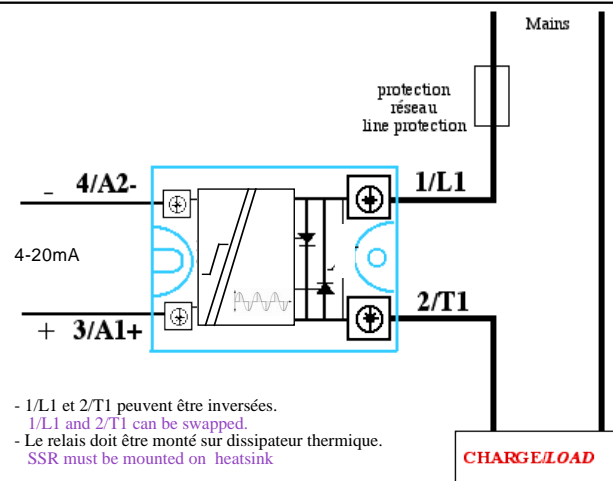 Mains
protection
réseau
line protection
- 4/A2-
1/L1
4-20mA
+ 3/A1+
2/T1
- 1/L1 et 2/T1 peuvent être inversées.
1/L1 and 2/T1 can be swapped.
- Le relais doit être monté sur dissipateur thermique.
SSR must be mounted on heatsink
CHARGE/LOAD